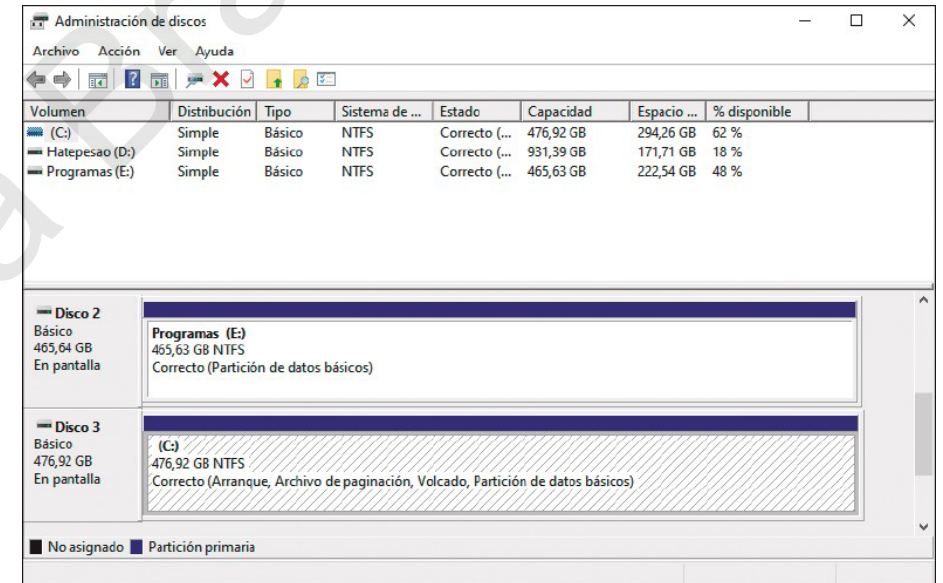 Administración de discos
Archivo Acción Ver Ayuda
Volumen Distribución Tipo Sistema de ... Estado Capacidad Espacio ... % disponible
(C:) Simple Básico NTFS Correcto (... 476,92 GB 294,26 GB 62 %
Hatepesao (D:) Simple Básico NTFS Correcto (... 931,39 GB 171,71 GB 18 %
Programas (E:) Simple Básico NTFS Correcto (... 465,63 GB 222,54 GB 48 %
Disco 2
Básico
465,64 GB
En pantalla
Programas (E:)
465,63 GB NTFS
Correcto (Partición de datos básicos)
Disco 3
Básico
476,92 GB
En pantalla
(C:)
476,92 GB NTFS
Correcto (Arranque, Archivo de paginación, Volcado, Partición de datos básicos)
No asignado Partición primaria